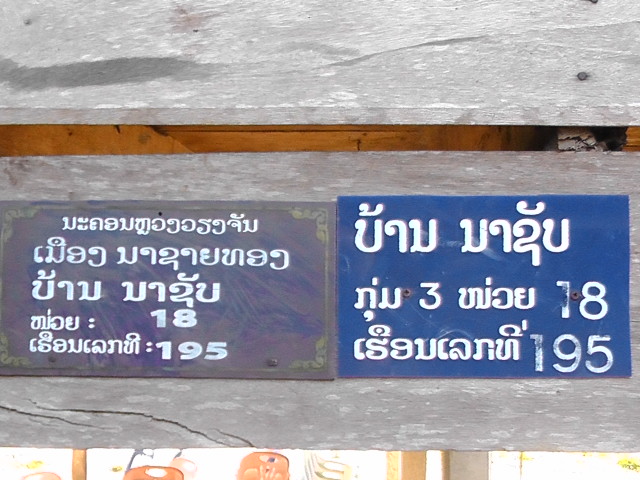 ນະຄອນຫຼວງວຽງຈັນ
ເມືອງ ນາຊາຍທອງ
ບ້ານ ນາຊັບ
ໜ່ວຍ : 18
ເຮືອນເລກທີ : 195
ບ້ານ ນາຊັບ
ກຸ່ມ 3 ໜ່ວຍ 18
ເຮືອນເລກທີ່ 195